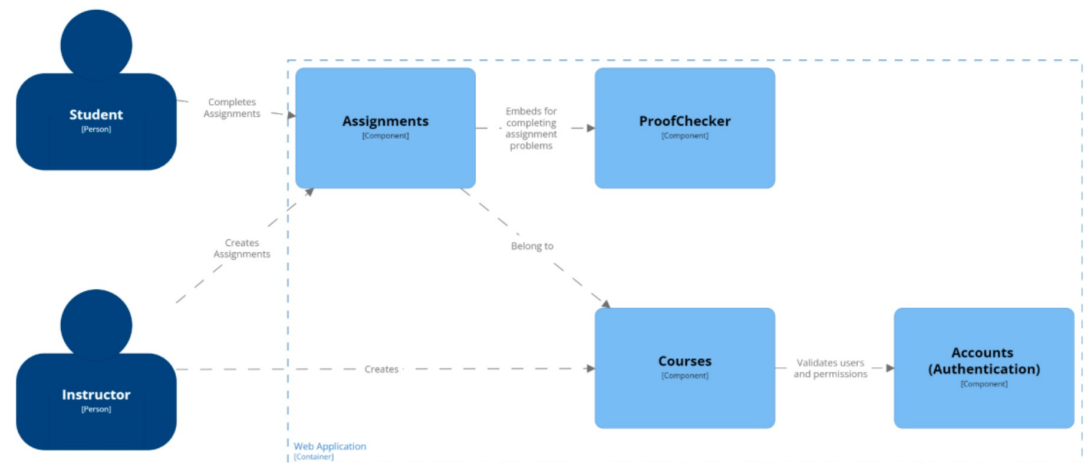 Student
[Person]
Completes
Assignments
Assignments
[Component]
Embeds for
completing
assignment
problems
ProofChecker
[Component]
Creates
Assignments
Belong to
Instructor
[Person]
Creates
Courses
[Component]
Validates users
and permissions
Accounts
(Authentication)
[Component]
Web Application
[Container]